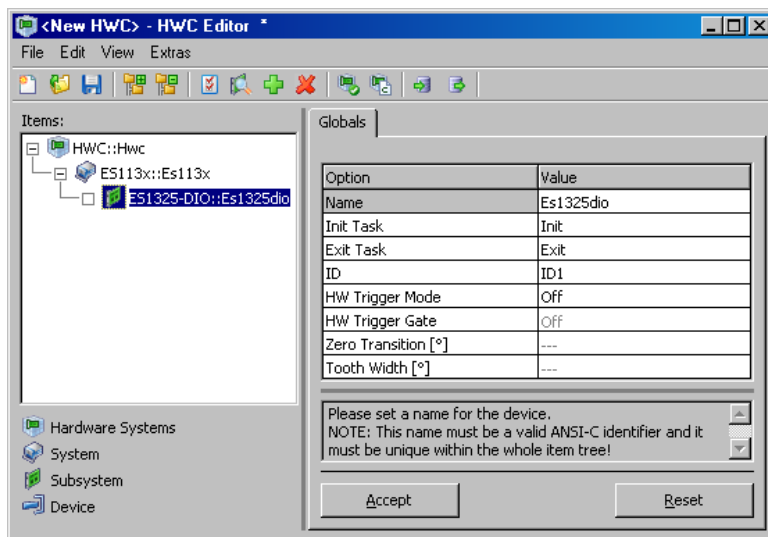 <New HWC> - HWC Editor *
File Edit View Extras
Items:
HWC::Hwc
ES113x::Es113x
ES1325-DIO::Es1325dio
Hardware Systems
System
Subsystem
Device
Globals
Option Value
Name Es1325dio
Init Task Init
Exit Task Exit
ID ID1
HW Trigger Mode Off
HW Trigger Gate Off
Zero Transition [°] ---
Tooth Width [°] ---
Please set a name for the device.
NOTE: This name must be a valid ANSI-C identifier and it
must be unique within the whole item tree!
Accept Reset